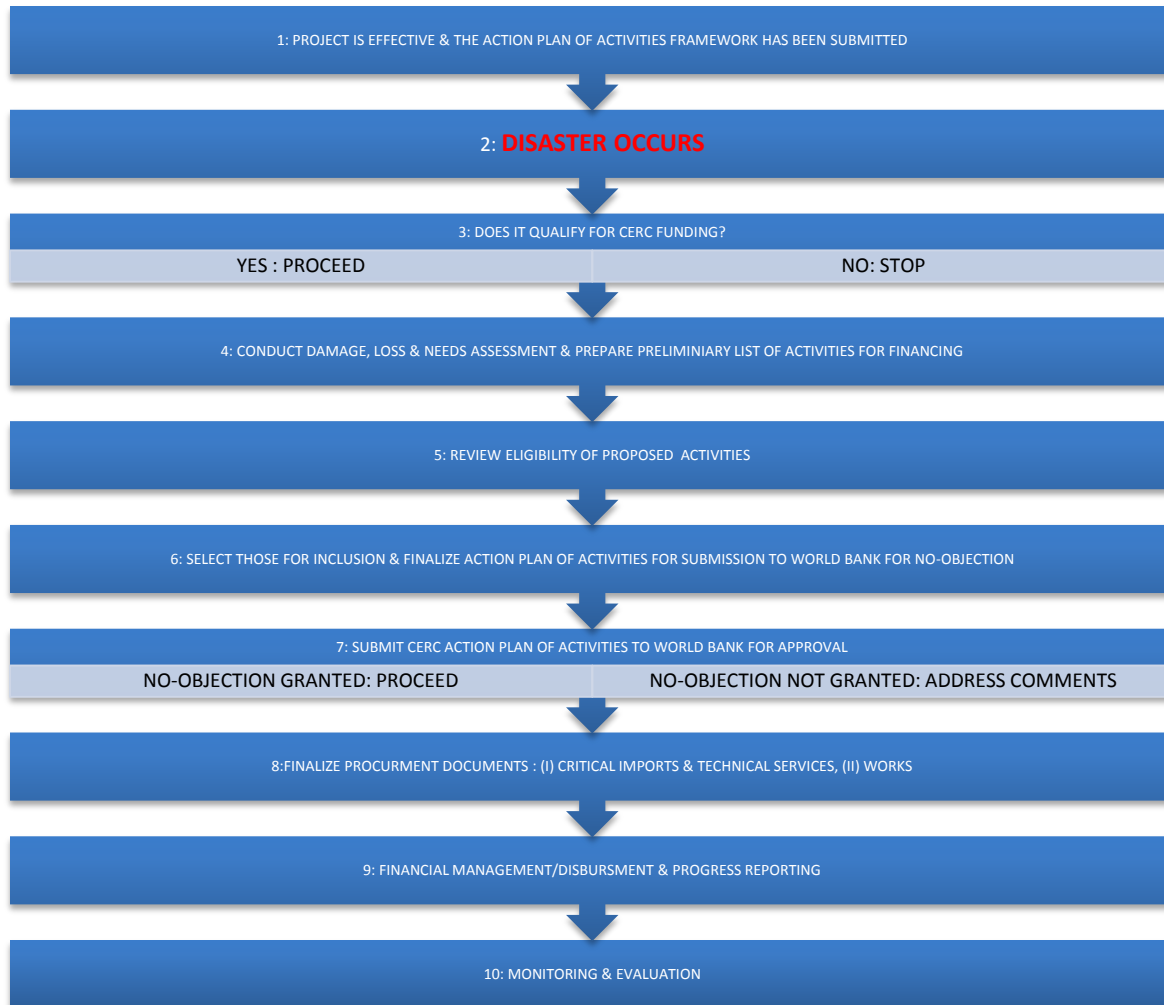 1: PROJECT IS EFFECTIVE & THE ACTION PLAN OF ACTIVITIES FRAMEWORK HAS BEEN SUBMITTED
2: DISASTER OCCURS
3: DOES IT QUALIFY FOR CERC FUNDING?
YES : PROCEED
NO: STOP
4: CONDUCT DAMAGE, LOSS & NEEDS ASSESSMENT & PREPARE PRELIMINIARY LIST OF ACTIVITIES FOR FINANCING
5: REVIEW ELIGIBILITY OF PROPOSED ACTIVITIES
6: SELECT THOSE FOR INCLUSION & FINALIZE ACTION PLAN OF ACTIVITIES FOR SUBMISSION TO WORLD BANK FOR NO-OBJECTION
7: SUBMIT CERC ACTION PLAN OF ACTIVITIES TO WORLD BANK FOR APPROVAL
NO-OBJECTION GRANTED: PROCEED
NO-OBJECTION NOT GRANTED: ADDRESS COMMENTS
8:FINALIZE PROCURMENT DOCUMENTS : (I) CRITICAL IMPORTS & TECHNICAL SERVICES, (II) WORKS
9: FINANCIAL MANAGEMENT/DISBURSMENT & PROGRESS REPORTING
10: MONITORING & EVALUATION